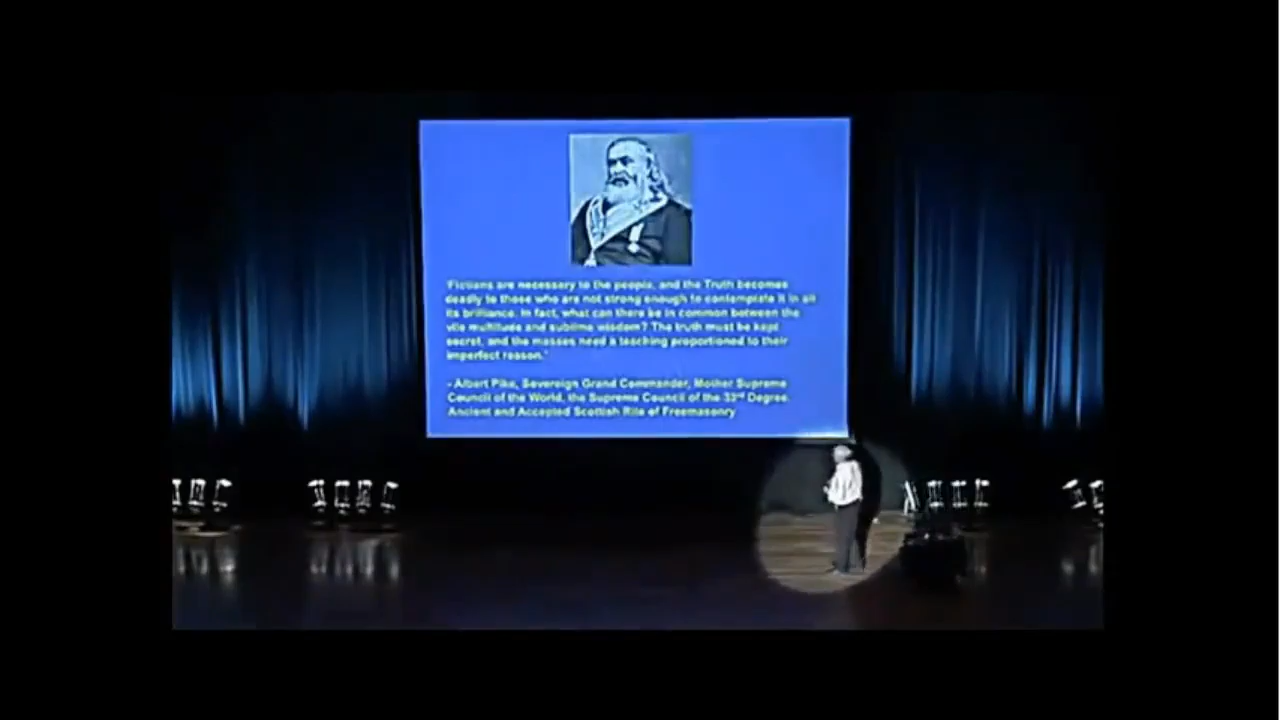 'Fictions are necessary to the people, and the Truth becomes
deadly to those who are not strong enough to contemplate it in all
its brilliance. In fact, what can there be in common between the
vile multitude and sublime wisdom? The truth must be kept
secret, and the masses need a teaching proportioned to their
imperfect reason.'
- Albert Pike, Sovereign Grand Commander, Mother Supreme
Council of the World, the Supreme Council of the 33rd Degree
Ancient and Accepted Scottish Rite of Freemasonry